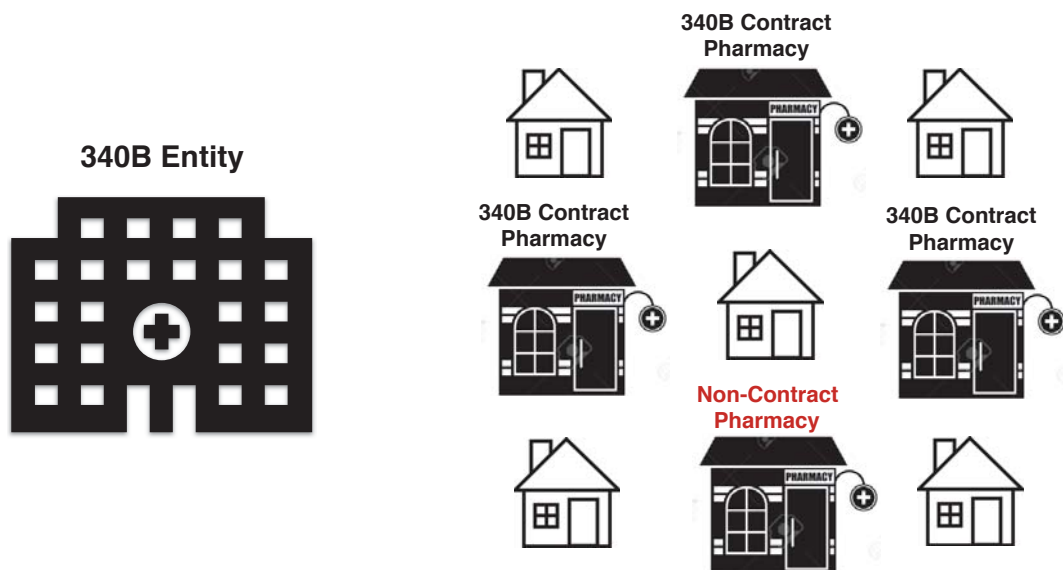 340B Contract
Pharmacy
PHARMACY
340B Entity
340B Contract
Pharmacy
PHARMACY
340B Contract
Pharmacy
PHARMACY
Non-Contract
Pharmacy
PHARMACY